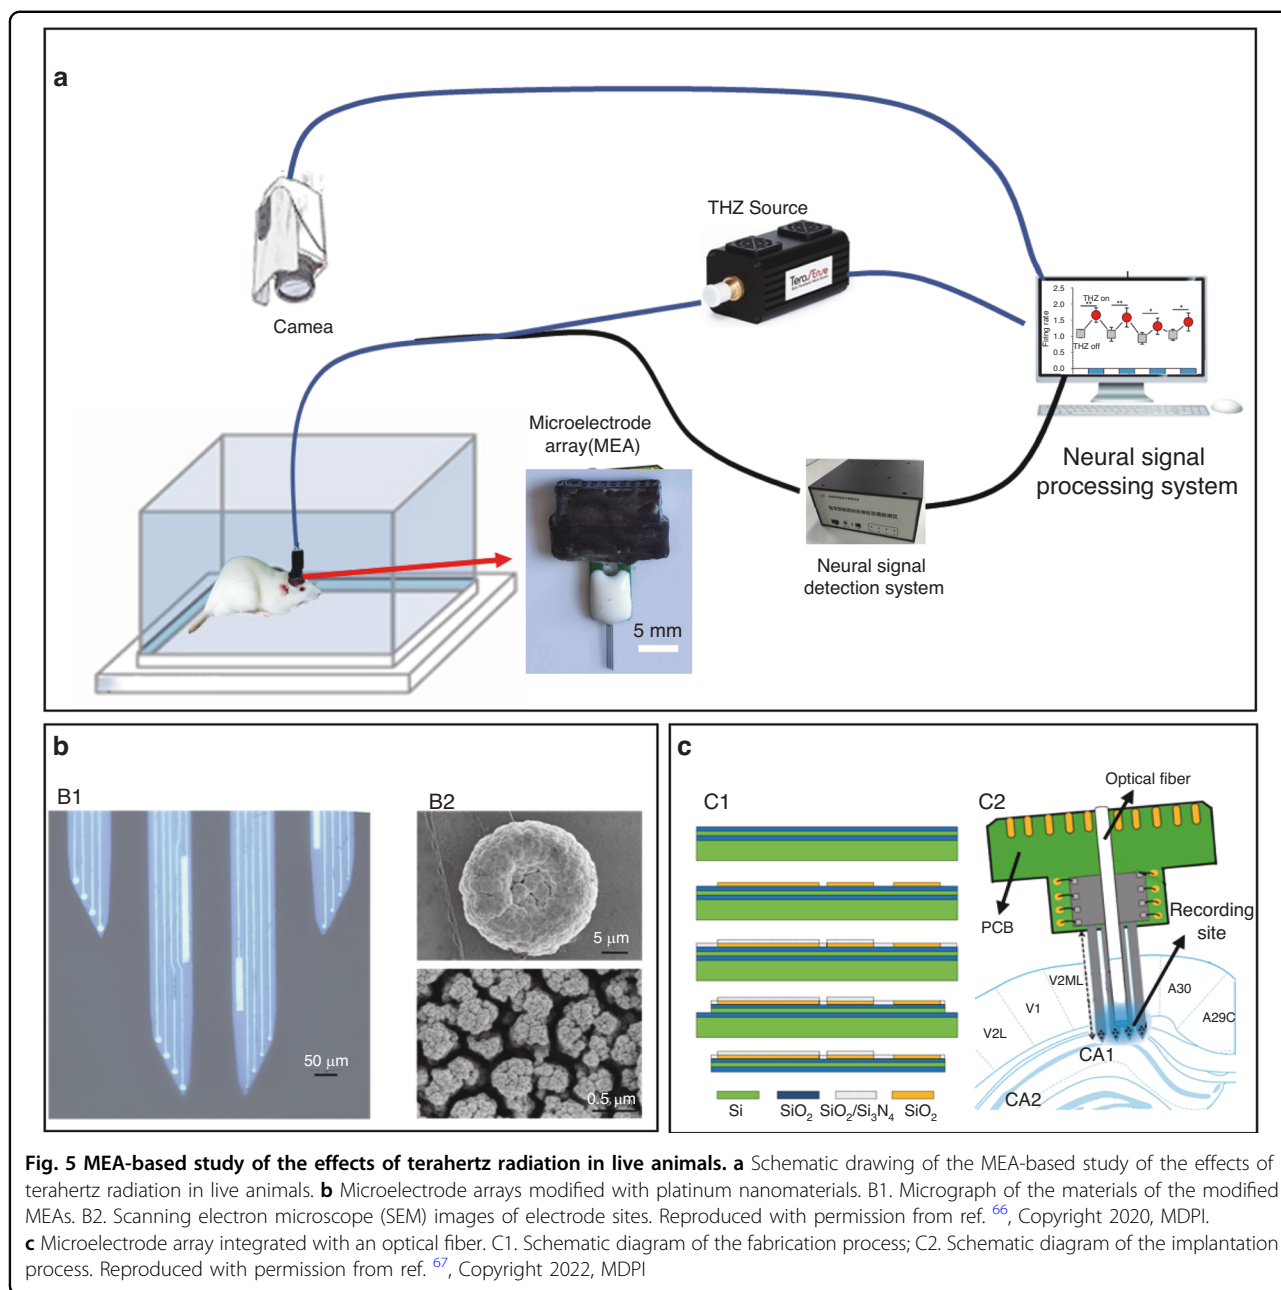 a
Camea
THZ Source
TeraSense
2.5
2.0
1.5
1.0
0.5
0.0
Firing rate
THZ on
** ** * *
THZ off
Microelectrode
array(MEA)
5 mm
Neural signal
detection system
Neural signal
processing system
b
B1
50 μm
B2
5 μm
0.5 μm
c
C1
Si SiO2 SiO2/Si3N4 SiO2
C2
Optical fiber
PCB
Recording
site
V2ML
V1
V2L
A30
A29C
CA1
CA2
Fig. 5 MEA-based study of the effects of terahertz radiation in live animals. a Schematic drawing of the MEA-based study of the effects of
terahertz radiation in live animals. b Microelectrode arrays modified with platinum nanomaterials. B1. Micrograph of the materials of the modified
MEAs. B2. Scanning electron microscope (SEM) images of electrode sites. Reproduced with permission from ref. 66, Copyright 2020, MDPI.
c Microelectrode array integrated with an optical fiber. C1. Schematic diagram of the fabrication process; C2. Schematic diagram of the implantation
process. Reproduced with permission from ref. 67, Copyright 2022, MDPI